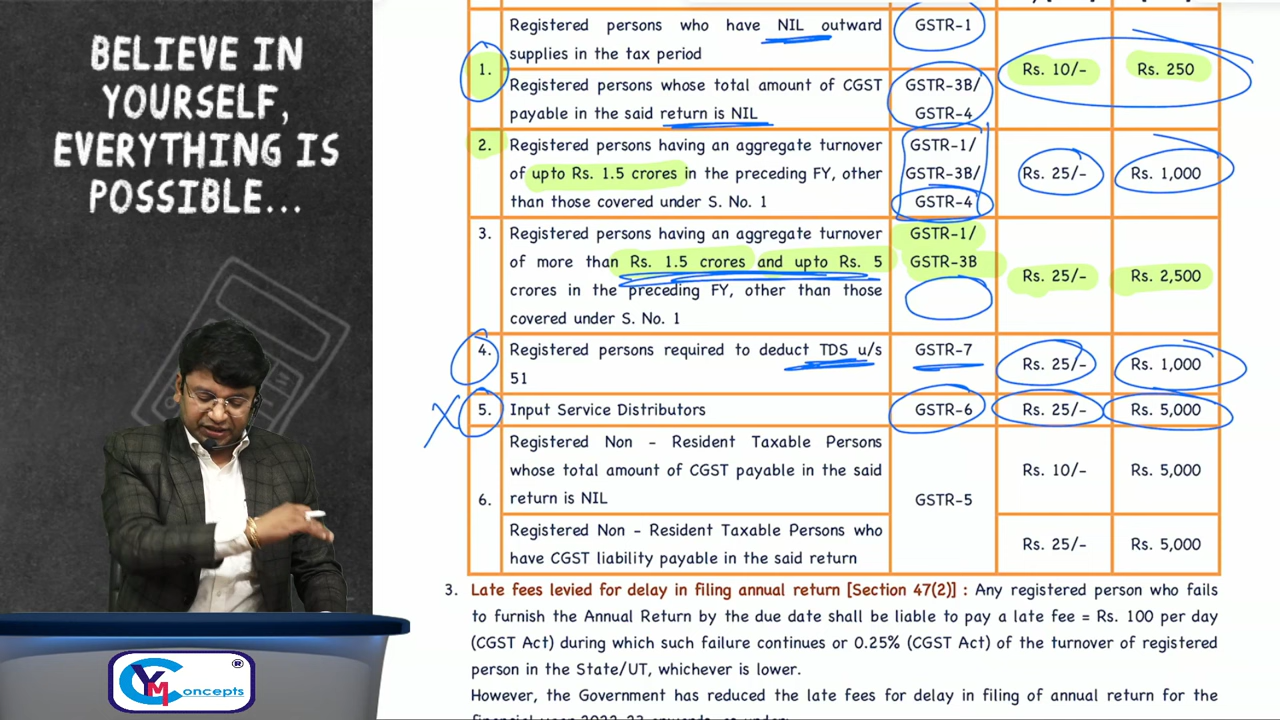 BELIEVE IN
YOURSELF,
EVERYTHING IS
POSSIBLE...
1.
Registered persons who have NIL outward
supplies in the tax period
GSTR-1
Registered persons whose total amount of CGST
payable in the said return is NIL
GSTR-3B/
GSTR-4
Rs. 10/-
Rs. 250
2.
Registered persons having an aggregate turnover
of upto Rs. 1.5 crores in the preceding FY, other
than those covered under S. No. 1
GSTR-1/
GSTR-3B/
GSTR-4
Rs. 25/-
Rs. 1,000
3.
Registered persons having an aggregate turnover
of more than Rs. 1.5 crores and upto Rs. 5
crores in the preceding FY, other than those
covered under S. No. 1
GSTR-1/
GSTR-3B
Rs. 25/-
Rs. 2,500
4.
Registered persons required to deduct TDS u/s
51
GSTR-7
Rs. 25/-
Rs. 1,000
X
5.
Input Service Distributors
GSTR-6
Rs. 25/-
Rs. 5,000
6.
Registered Non - Resident Taxable Persons
whose total amount of CGST payable in the said
return is NIL
GSTR-5
Rs. 10/-
Rs. 5,000
Registered Non - Resident Taxable Persons who
have CGST liability payable in the said return
Rs. 25/-
Rs. 5,000
3. Late fees levied for delay in filing annual return [Section 47(2)] : Any registered person who fails
to furnish the Annual Return by the due date shall be liable to pay a late fee = Rs. 100 per day
(CGST Act) during which such failure continues or 0.25% (CGST Act) of the turnover of registered
person in the State/UT, whichever is lower.
However, the Government has reduced the late fees for delay in filing of annual return for the
YM Concepts ®